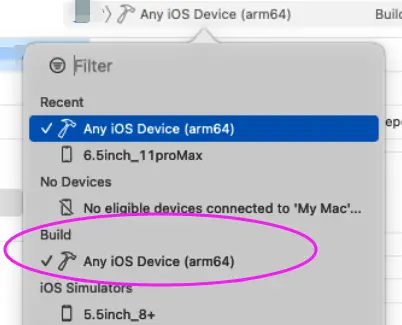 Any iOS Device (arm64)
Filter
Recent
Any iOS Device (arm64)
6.5inch_11proMax
No Devices
No eligible devices connected to 'My Mac'...
Build
Any iOS Device (arm64)
iOS Simulators
5.5inch_8+